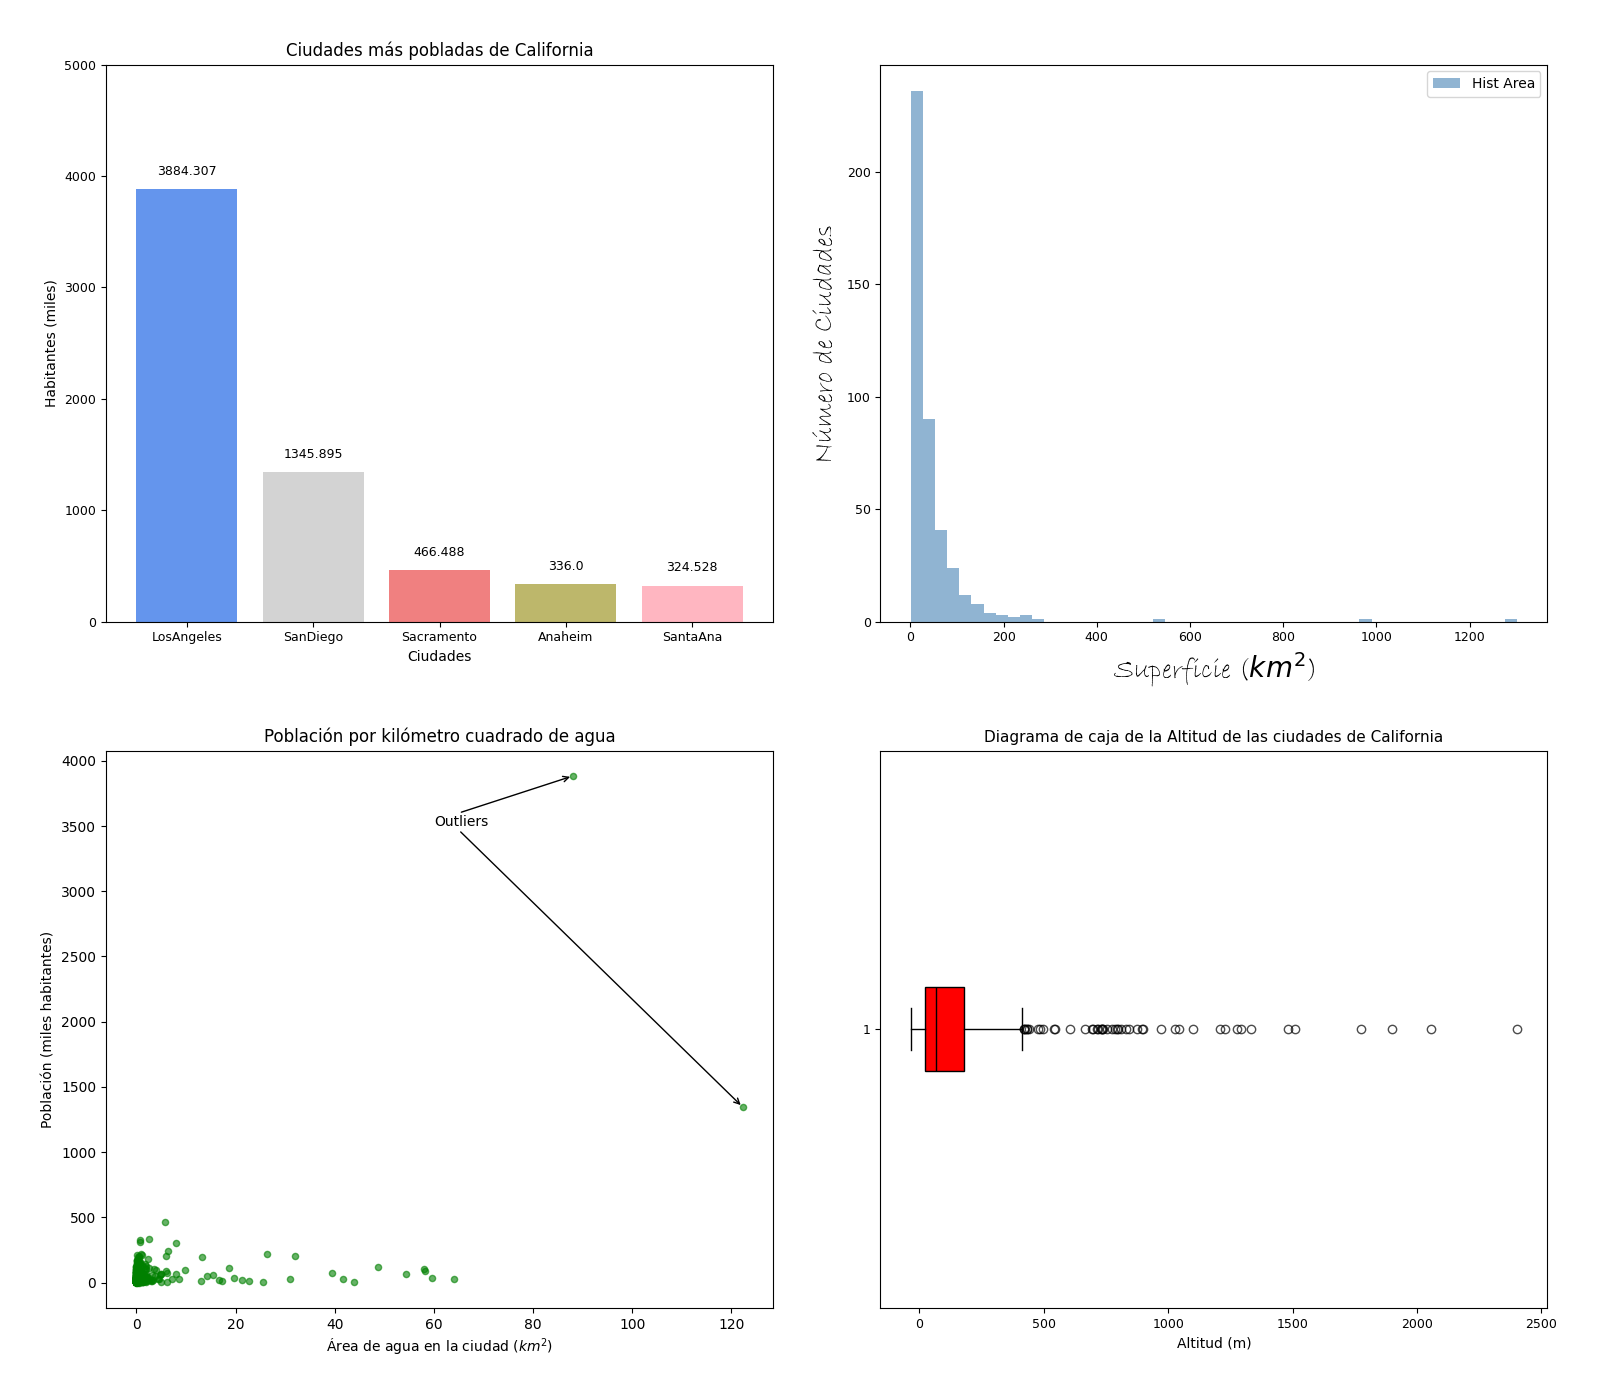 Ciudades más pobladas de California
5000
4000
3000
2000
1000
0
Habitantes (miles)
3884.307
1345.895
466.488
336.0
324.528
LosAngeles
SanDiego
Sacramento
Anaheim
SantaAna
Ciudades
Hist Area
200
150
100
50
0
Número de Ciudades
0
200
400
600
800
1000
1200
Superficie (km²)
Población por kilómetro cuadrado de agua
4000
3500
3000
2500
2000
1500
1000
500
0
Población (miles habitantes)
Outliers
0
20
40
60
80
100
120
Área de agua en la ciudad (km²)
Diagrama de caja de la Altitud de las ciudades de California
1
0
500
1000
1500
2000
2500
Altitud (m)